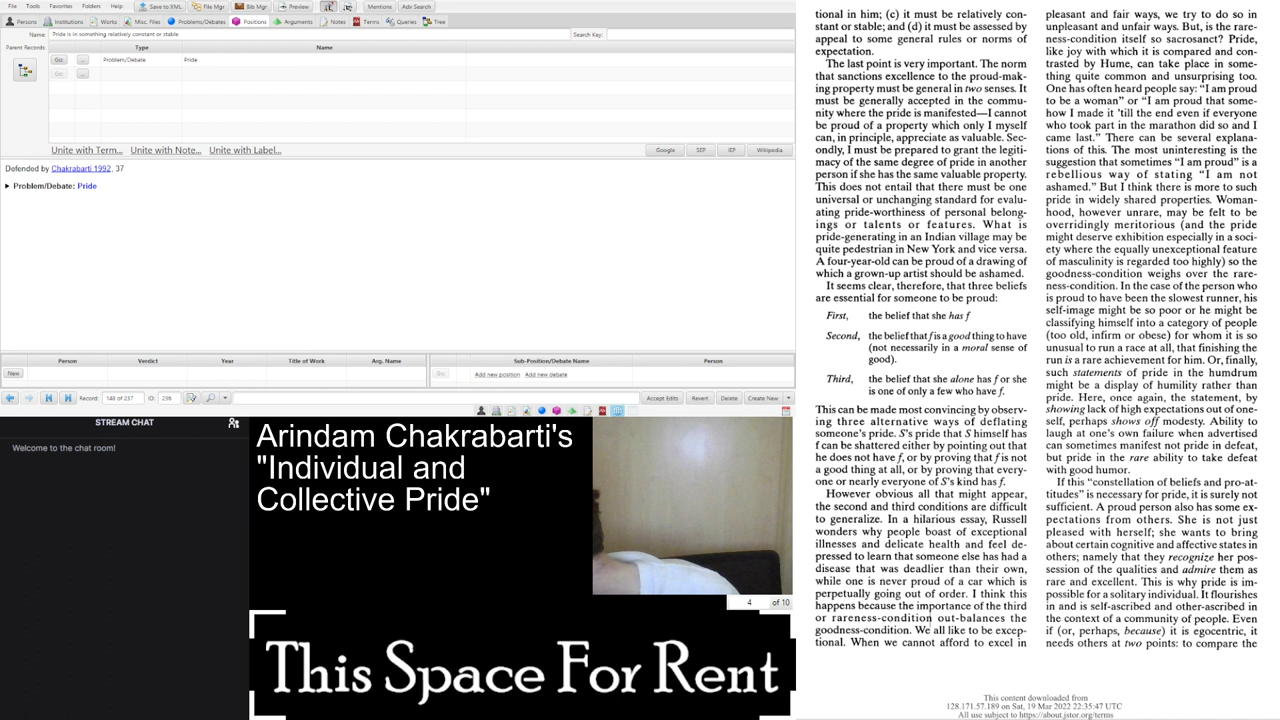 File Tools Favorites Folders Help Save to XML File Mgr Bib Mgr Preview Mentions Adv Search
Persons Institutions Works Misc. Files Problems/Debates Positions Arguments Notes Terms Queries Tree
Name: Pride is in something relatively constant or stable Search Key:
Parent Records: Type Name
Go ... Problem/Debate Pride
Go ...
Unite with Term... Unite with Note... Unite with Label...
Google SEP IEP Wikipedia
Defended by Chakrabarti 1992, 37
Problem/Debate: Pride
Person Verdict Year Title of Work Arg. Name
Sub-Position/Debate Name Person
New
Go Add new position Add new debate
Record: 148 of 237 ID: 236 Accept Edits Revert Delete Create New
STREAM CHAT
Welcome to the chat room!
Arindam Chakrabarti's
"Individual and
Collective Pride"
4 of 10
This Space For Rent
tional in him; (c) it must be relatively con-
stant or stable; and (d) it must be assessed by
appeal to some general rules or norms of
expectation.
The last point is very important. The norm
that sanctions excellence to the proud-mak-
ing property must be general in two senses. It
must be generally accepted in the commu-
nity where the pride is manifested—I cannot
be proud of a property which only I myself
can, in principle, appreciate as valuable. Sec-
ondly, I must be prepared to grant the legiti-
macy of the same degree of pride in another
person if she has the same valuable property.
This does not entail that there must be one
universal or unchanging standard for evalu-
ating pride-worthiness of personal belong-
ings or talents or features. What is
pride-generating in an Indian village may be
quite pedestrian in New York and vice versa.
A four-year-old can be proud of a drawing of
which a grown-up artist should be ashamed.
It seems clear, therefore, that three beliefs
are essential for someone to be proud:
First, the belief that she has f
Second, the belief that f is a good thing to have
(not necessarily in a moral sense of
good).
Third, the belief that she alone has f or she
is one of only a few who have f.
This can be made most convincing by observ-
ing three alternative ways of deflating
someone's pride. S's pride that S himself has
f can be shattered either by pointing out that
he does not have f, or by proving that f is not
a good thing at all, or by proving that every-
one or nearly everyone of S's kind has f.
However obvious all that might appear,
the second and third conditions are difficult
to generalize. In a hilarious essay, Russell
wonders why people boast of exceptional
illnesses and delicate health and feel de-
pressed to learn that someone else has had a
disease that was deadlier than their own,
while one is never proud of a car which is
perpetually going out of order. I think this
happens because the importance of the third
or rareness-condition out-balances the
goodness-condition. We all like to be excep-
tional. When we cannot afford to excel in
pleasant and fair ways, we try to do so in
unpleasant and unfair ways. But, is the rare-
ness-condition itself so sacrosanct? Pride,
like joy with which it is compared and con-
trasted by Hume, can take place in some-
thing quite common and unsurprising too.
One has often heard people say: "I am proud
to be a woman" or "I am proud that some-
how I made it 'till the end even if everyone
who took part in the marathon did so and I
came last." There can be several explana-
tions of this. The most uninteresting is the
suggestion that sometimes "I am proud" is a
rebellious way of stating "I am not
ashamed." But I think there is more to such
pride in widely shared properties. Woman-
hood, however unrare, may be felt to be
overridingly meritorious (and the pride
might deserve exhibition especially in a soci-
ety where the equally unexceptional feature
of masculinity is regarded too highly) so the
goodness-condition weighs over the rare-
ness-condition. In the case of the person who
is proud to have been the slowest runner, his
self-image might be so poor or he might be
classifying himself into a category of people
(too old, infirm or obese) for whom it is so
unusual to run a race at all, that finishing the
run is a rare achievement for him. Or, finally,
such statements of pride in the humdrum
might be a display of humility rather than
pride. Here, once again, the statement, by
showing lack of high expectations out of one-
self, perhaps shows off modesty. Ability to
laugh at one's own failure when advertised
can sometimes manifest not pride in defeat,
but pride in the rare ability to take defeat
with good humor.
If this "constellation of beliefs and pro-at-
titudes" is necessary for pride, it is surely not
sufficient. A proud person also has some ex-
pectations from others. She is not just
pleased with herself; she wants to bring
about certain cognitive and affective states in
others; namely that they recognize her pos-
session of the qualities and admire them as
rare and excellent. This is why pride is im-
possible for a solitary individual. It flourishes
in and is self-ascribed and other-ascribed in
the context of a community of people. Even
if (or, perhaps, because) it is egocentric, it
needs others at two points: to compare the
This content downloaded from
128.171.57.189 on Sat, 19 Mar 2022 22:35:47 UTC
All use subject to https://about.jstor.org/terms